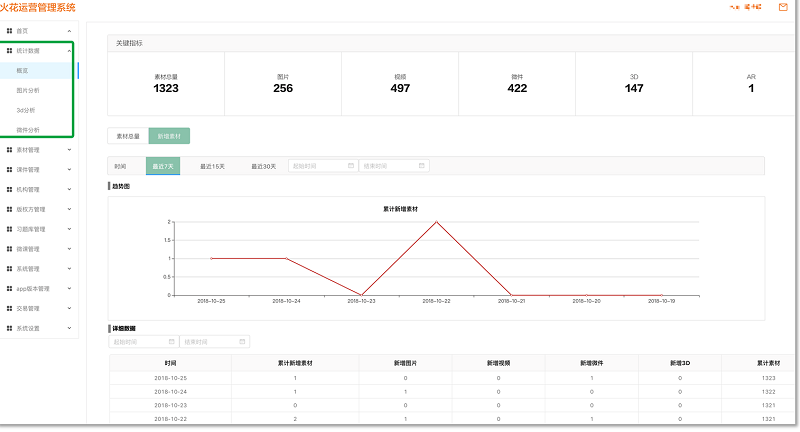 火花运营管理系统
首页
统计数据
概览
图片分析
3d分析
微件分析
素材管理
课件管理
机构管理
版权方管理
习题库管理
微课管理
系统管理
app版本管理
交易管理
系统设置
关键指标
素材总量 图片 视频 微件 3D AR
1323 256 497 422 147 1
素材总量 新增素材
时间 最近7天 最近15天 最近30天 起始时间 结束时间
趋势图
累计新增素材
2
1.5
1
0.5
0
2018-10-25 2018-10-24 2018-10-23 2018-10-22 2018-10-21 2018-10-20 2018-10-19
详细数据
起始时间 结束时间
时间 累计新增素材 新增图片 新增视频 新增微件 新增3D 累计素材
2018-10-25 1 0 0 1 0 1323
2018-10-24 1 1 0 0 0 1322
2018-10-23 0 0 0 0 0 1321
2018-10-22 2 1 0 1 0 1321